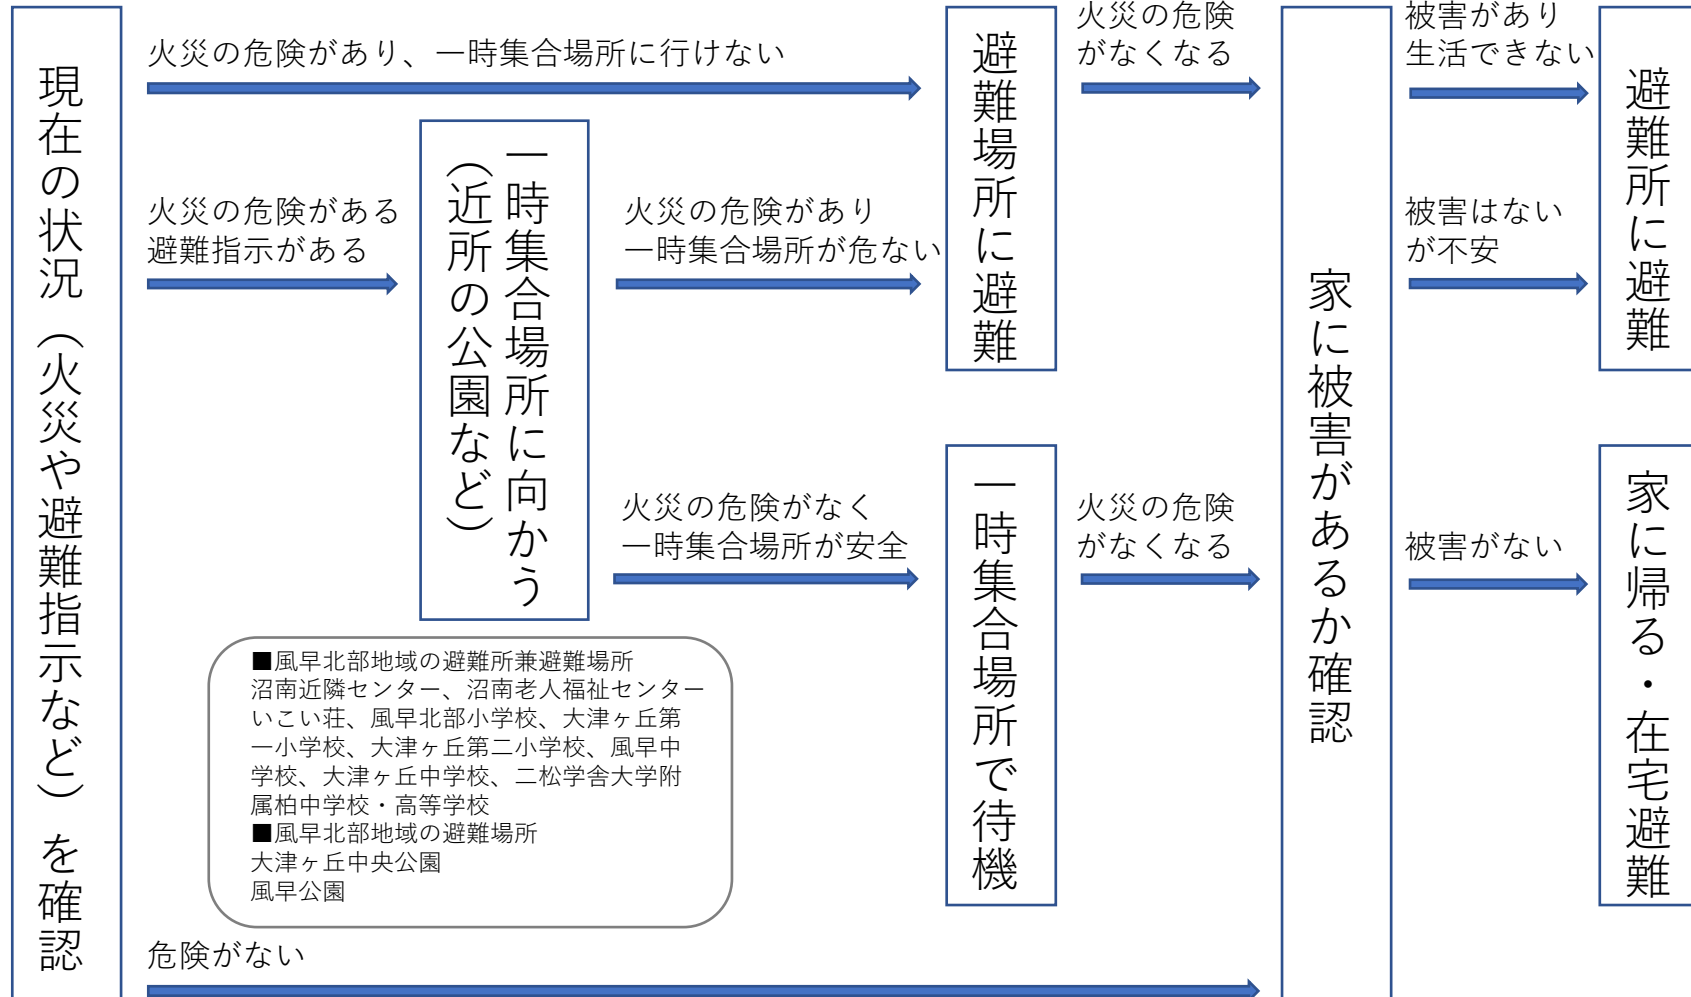 現在の状況（火災や避難指示など）を確認
火災の危険があり、一時集合場所に行けない
火災の危険がある
避難指示がある
一時集合場所に向かう
（近所の公園など）
火災の危険があり
一時集合場所が危ない
火災の危険がなく
一時集合場所が安全
避難場所に避難
一時集合場所で待機
火災の危険
がなくなる
火災の危険
がなくなる
家に被害があるか確認
被害があり
生活できない
被害はない
が不安
被害がない
避難所に避難
家に帰る・在宅避難
■風早北部地域の避難所兼避難場所
沼南近隣センター、沼南老人福祉センター
いこい荘、風早北部小学校、大津ヶ丘第
一小学校、大津ヶ丘第二小学校、風早中
学校、大津ヶ丘中学校、二松学舎大学附
属柏中学校・高等学校
■風早北部地域の避難場所
大津ヶ丘中央公園
風早公園
危険がない